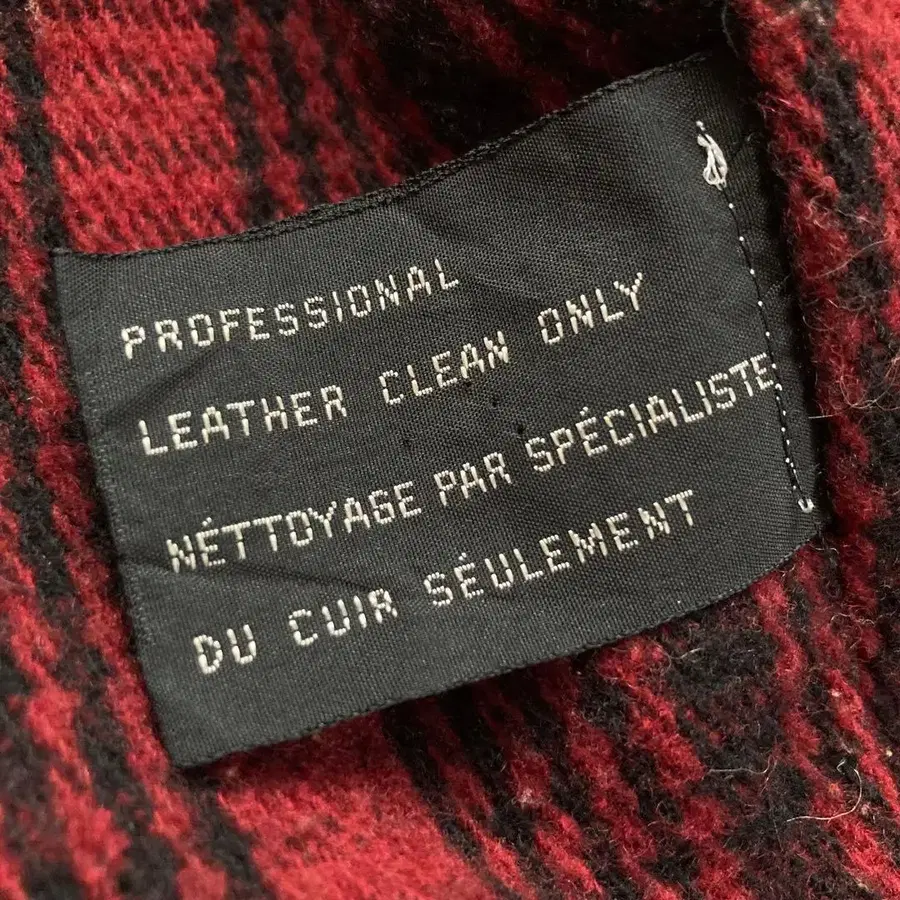 PROFESSIONAL
LEATHER CLEAN ONLY
NÉTTOYAGE PAR SPÉCIALISTE
DU CUIR SÉULEMENT